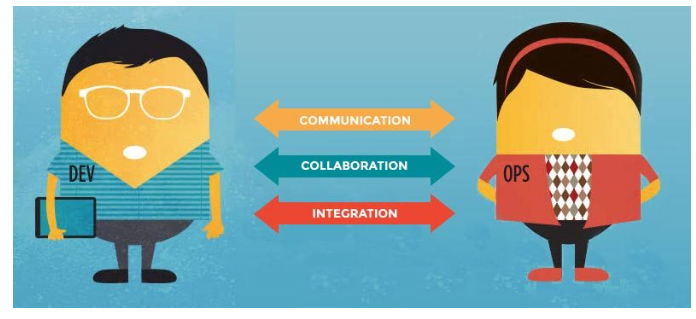 COMMUNICATION
COLLABORATION
DEV
OPS
INTEGRATION